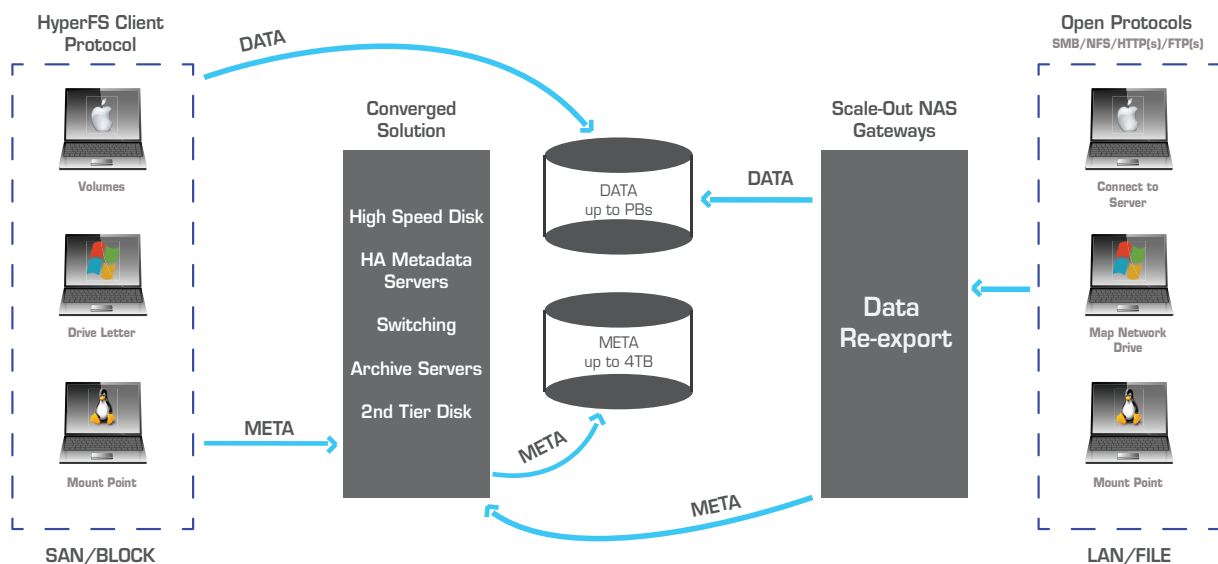 HyperFS Client
Protocol
Volumes
Drive Letter
Mount Point
SAN/BLOCK
DATA
META
Converged
Solution
High Speed Disk
HA Metadata
Servers
Switching
Archive Servers
2nd Tier Disk
DATA
up to PBs
META
up to 4TB
META
META
DATA
Scale-Out NAS
Gateways
Data
Re-export
Open Protocols
SMB/NFS/HTTP(s)/FTP(s)
Connect to
Server
Map Network
Drive
Mount Point
LAN/FILE